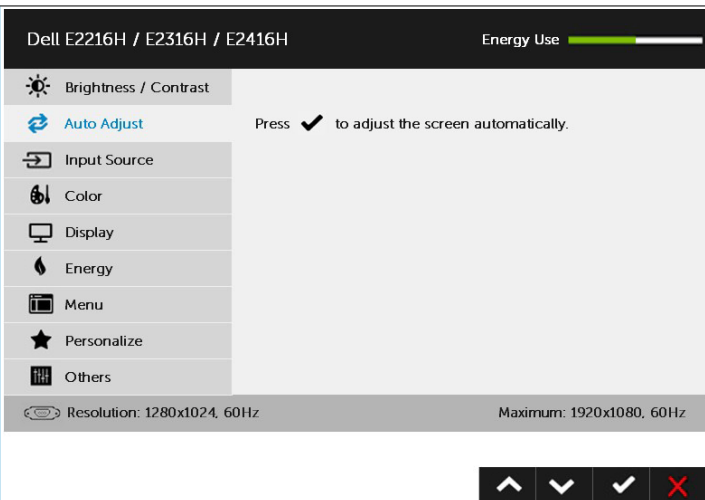 Dell E2216H / E2316H / E2416H
Energy Use
Brightness / Contrast
Auto Adjust
Press ✔ to adjust the screen automatically.
Input Source
Color
Display
Energy
Menu
Personalize
Others
Resolution: 1280x1024, 60Hz
Maximum: 1920x1080, 60Hz